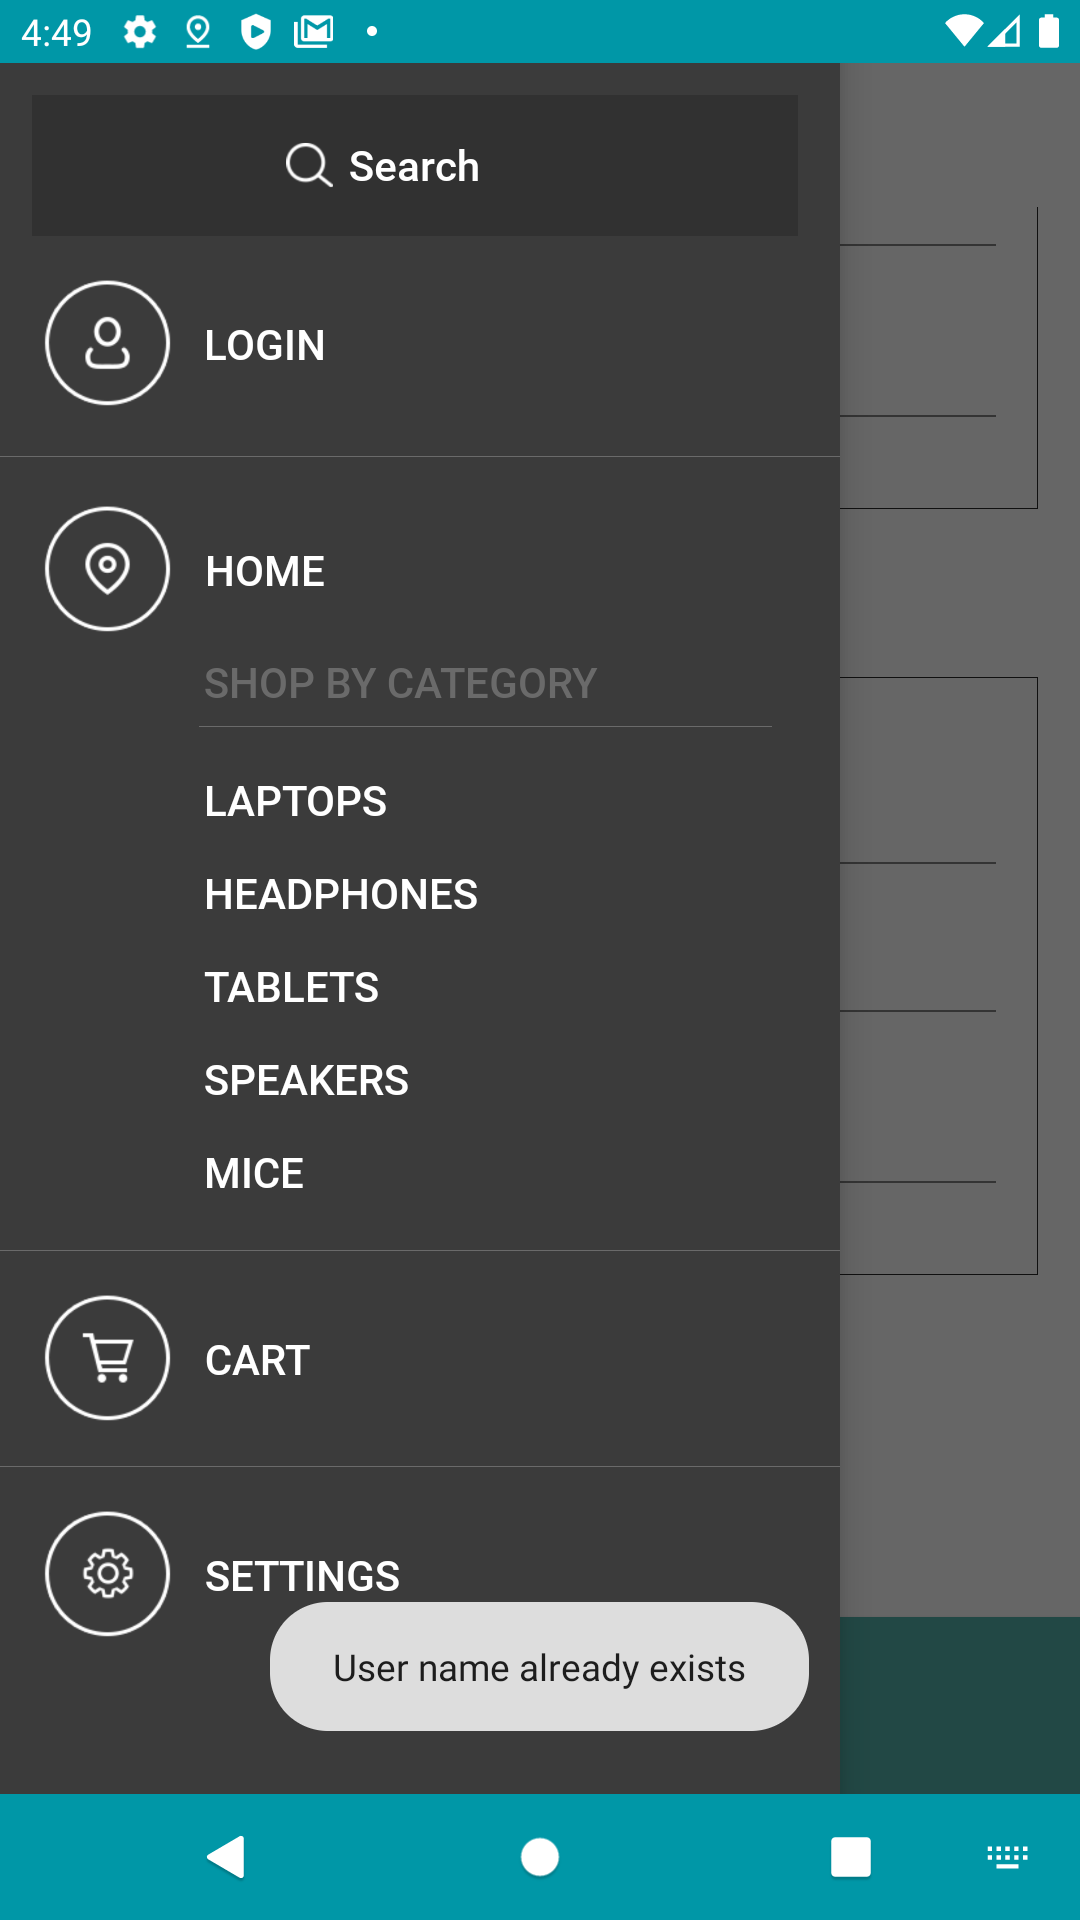 4:49
Search
LOGIN
HOME
SHOP BY CATEGORY
LAPTOPS
HEADPHONES
TABLETS
SPEAKERS
MICE
CART
SETTINGS
User name already exists